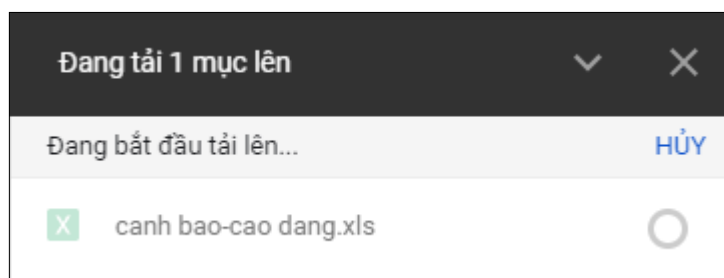 Đang tải 1 mục lên
Đang bắt đầu tải lên... HỦY
X canh bao-cao dang.xls